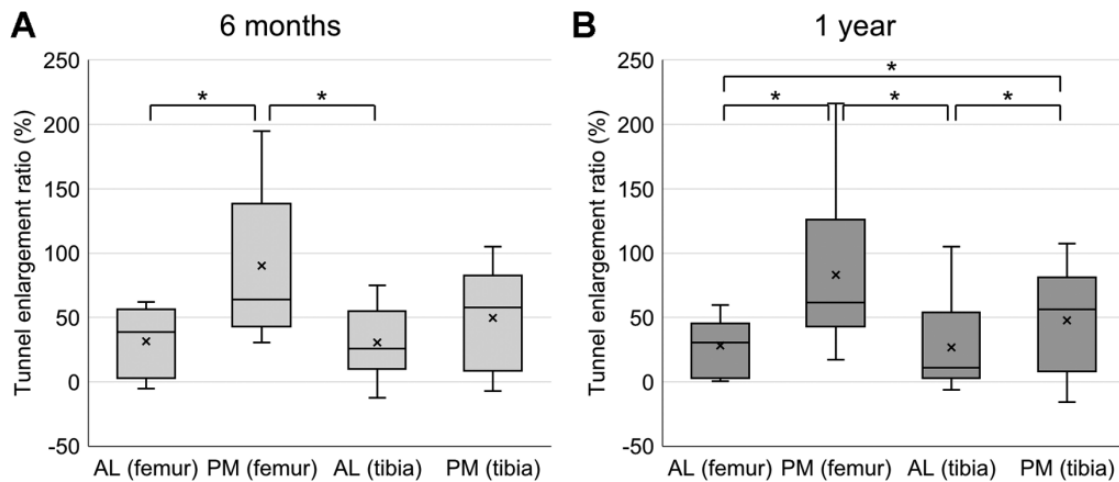 A 6 months
Tunnel enlargement ratio (%)
250
200
150
100
50
0
-50
* *
AL (femur) PM (femur) AL (tibia) PM (tibia)
B 1 year
Tunnel enlargement ratio (%)
250
200
150
100
50
0
-50
*
* * *
AL (femur) PM (femur) AL (tibia) PM (tibia)